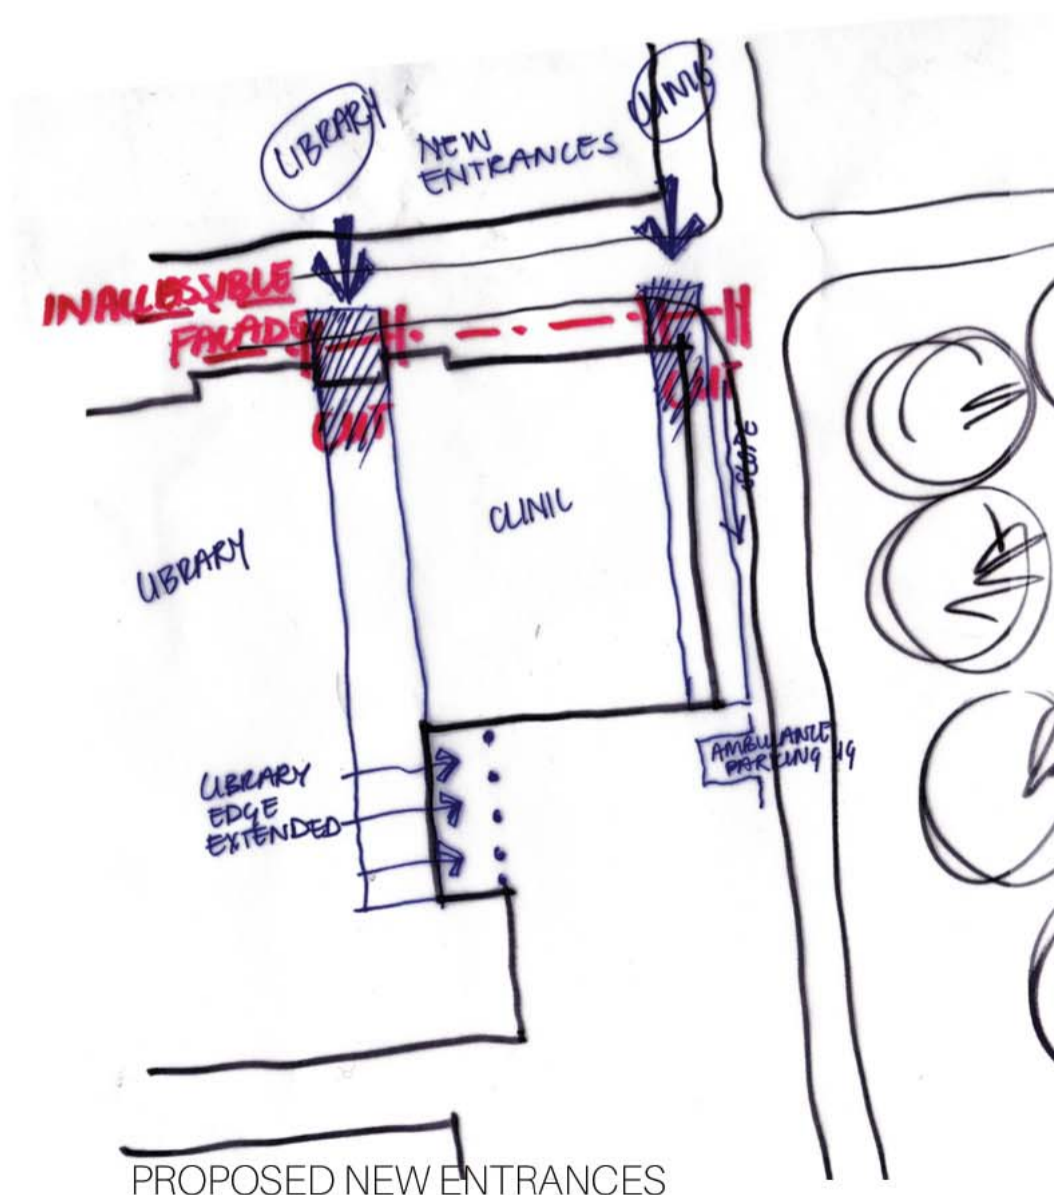 LIBRARY
CLINIC
NEW
ENTRANCES
INACCESSIBLE
FACADE
CUT
CUT
SLOPE
CLINIC
LIBRARY
LIBRARY
EDGE
EXTENDED
AMBULANCE
PARKING
PROPOSED NEW ENTRANCES